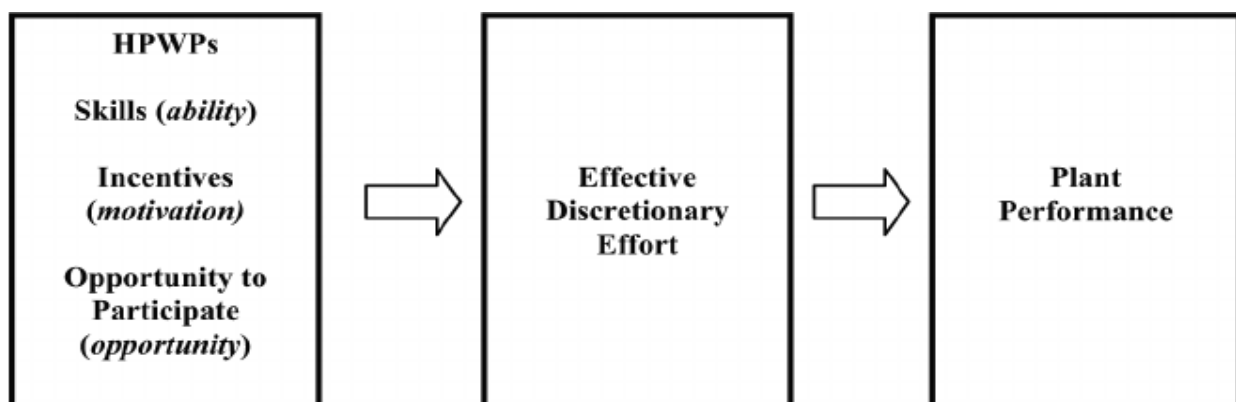 HPWPs
Skills (ability)
Incentives
(motivation)
Opportunity to
Participate
(opportunity)
Effective
Discretionary
Effort
Plant
Performance